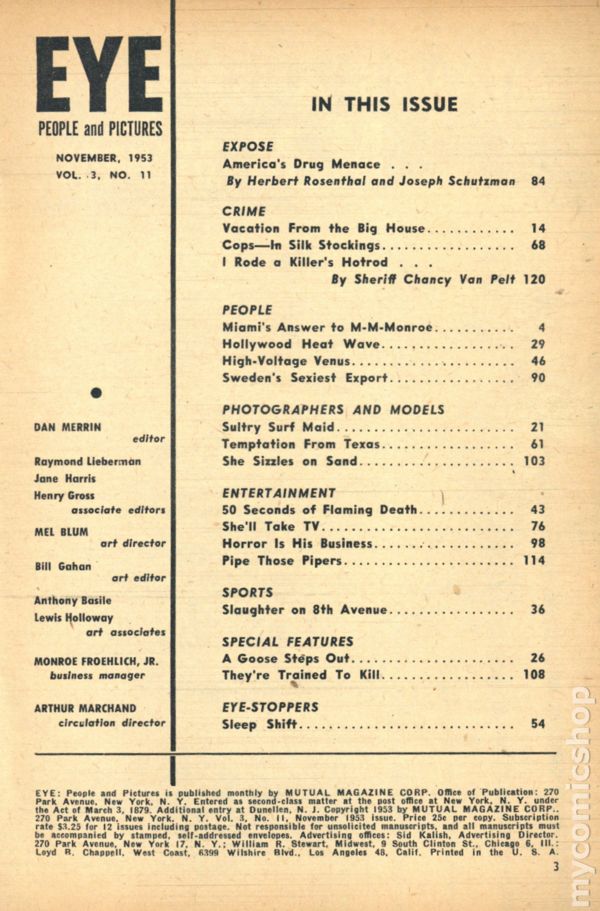 EYE
PEOPLE and PICTURES
NOVEMBER, 1953
VOL. 3, NO. 11
DAN MERRIN
editor
Raymond Lieberman
Jane Harris
Henry Gross
associate editors
MEL BLUM
art director
Bill Gahan
art editor
Anthony Basile
Lewis Holloway
art associates
MONROE FROEHLICH, JR.
business manager
ARTHUR MARCHAND
circulation director
IN THIS ISSUE
EXPOSE
America's Drug Menace . . .
By Herbert Rosenthal and Joseph Schutzman 84
CRIME
Vacation From the Big House............ 14
Cops—In Silk Stockings................. 68
I Rode a Killer's Hotrod . . .
By Sheriff Chancy Van Pelt 120
PEOPLE
Miami's Answer to M-M-Monroe........... 4
Hollywood Heat Wave................. 29
High-Voltage Venus..................... 46
Sweden's Sexiest Export................ 90
PHOTOGRAPHERS AND MODELS
Sultry Surf Maid....................... 21
Temptation From Texas.................. 61
She Sizzles on Sand.................... 103
ENTERTAINMENT
50 Seconds of Flaming Death............ 43
She'll Take TV......................... 76
Horror Is His Business................. 98
Pipe Those Pipers...................... 114
SPORTS
Slaughter on 8th Avenue................ 36
SPECIAL FEATURES
A Goose Steps Out...................... 26
They're Trained To Kill................ 108
EYE-STOPPERS
Sleep Shift............................ 54
EYE: People and Pictures is published monthly by MUTUAL MAGAZINE CORP. Office of Publication: 270
Park Avenue, New York, N. Y. Entered as second-class matter at the post office at New York, N. Y. under
the Act of March 3, 1879. Additional entry at Dunellen, N. J. Copyright 1953 by MUTUAL MAGAZINE CORP.,
270 Park Avenue, New York, N. Y. Vol. 3, No. 11, November 1953 issue. Price 25c per copy. Subscription
rate $3.25 for 12 issues including postage. Not responsible for unsolicited manuscripts, and all manuscripts must
be accompanied by stamped, self-addressed envelopes. Advertising offices: Sid Kalish, Advertising Director,
270 Park Avenue, New York 17, N. Y.; William R. Stewart, Midwest, 9 South Clinton St., Chicago 6, Ill.;
Loyd B. Chappell, West Coast, 6399 Wilshire Blvd., Los Angeles 48, Calif. Printed in the U. S. A.
3
mycomicshop